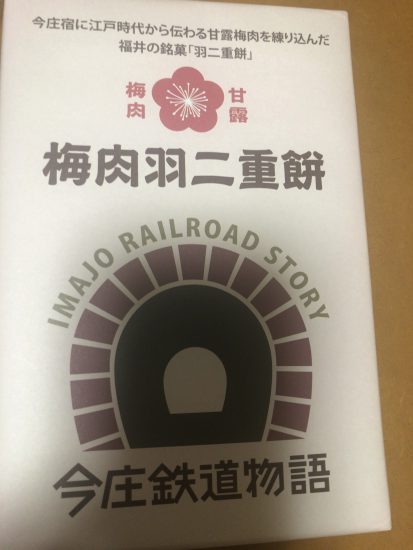 今庄宿に江戸時代から伝わる甘露梅肉を練り込んだ
福井の銘菓「羽二重餅」
梅肉 甘露
梅肉羽二重餅
IMAJO RAILROAD STORY
今庄鉄道物語